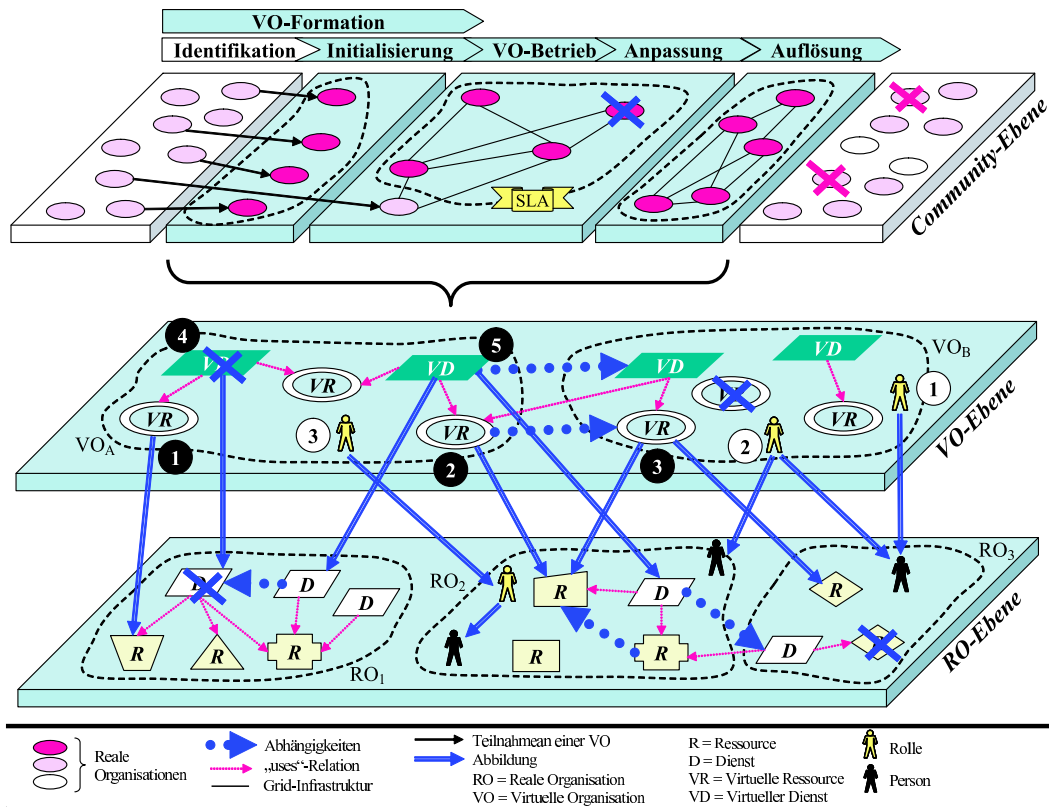 VO-Formation
Identifikation Initialisierung VO-Betrieb Anpassung Auflösung
SLA
Community-Ebene
4
5
VD
VD
VD
VO_B
VR
VR
1
VR
3
VR
VR
VR
VO_A
1
2
3
2
VO-Ebene
RO_2
RO_3
D
D
D
R
D
R
R
R
R
R
R
D
RO_1
RO-Ebene
Reale
Organisationen
Abhängigkeiten
„uses“-Relation
Grid-Infrastruktur
Teilnahmean einer VO
Abbildung
RO = Reale Organisation
VO = Virtuelle Organisation
R = Ressource
D = Dienst
VR = Virtuelle Ressource
VD = Virtueller Dienst
Rolle
Person